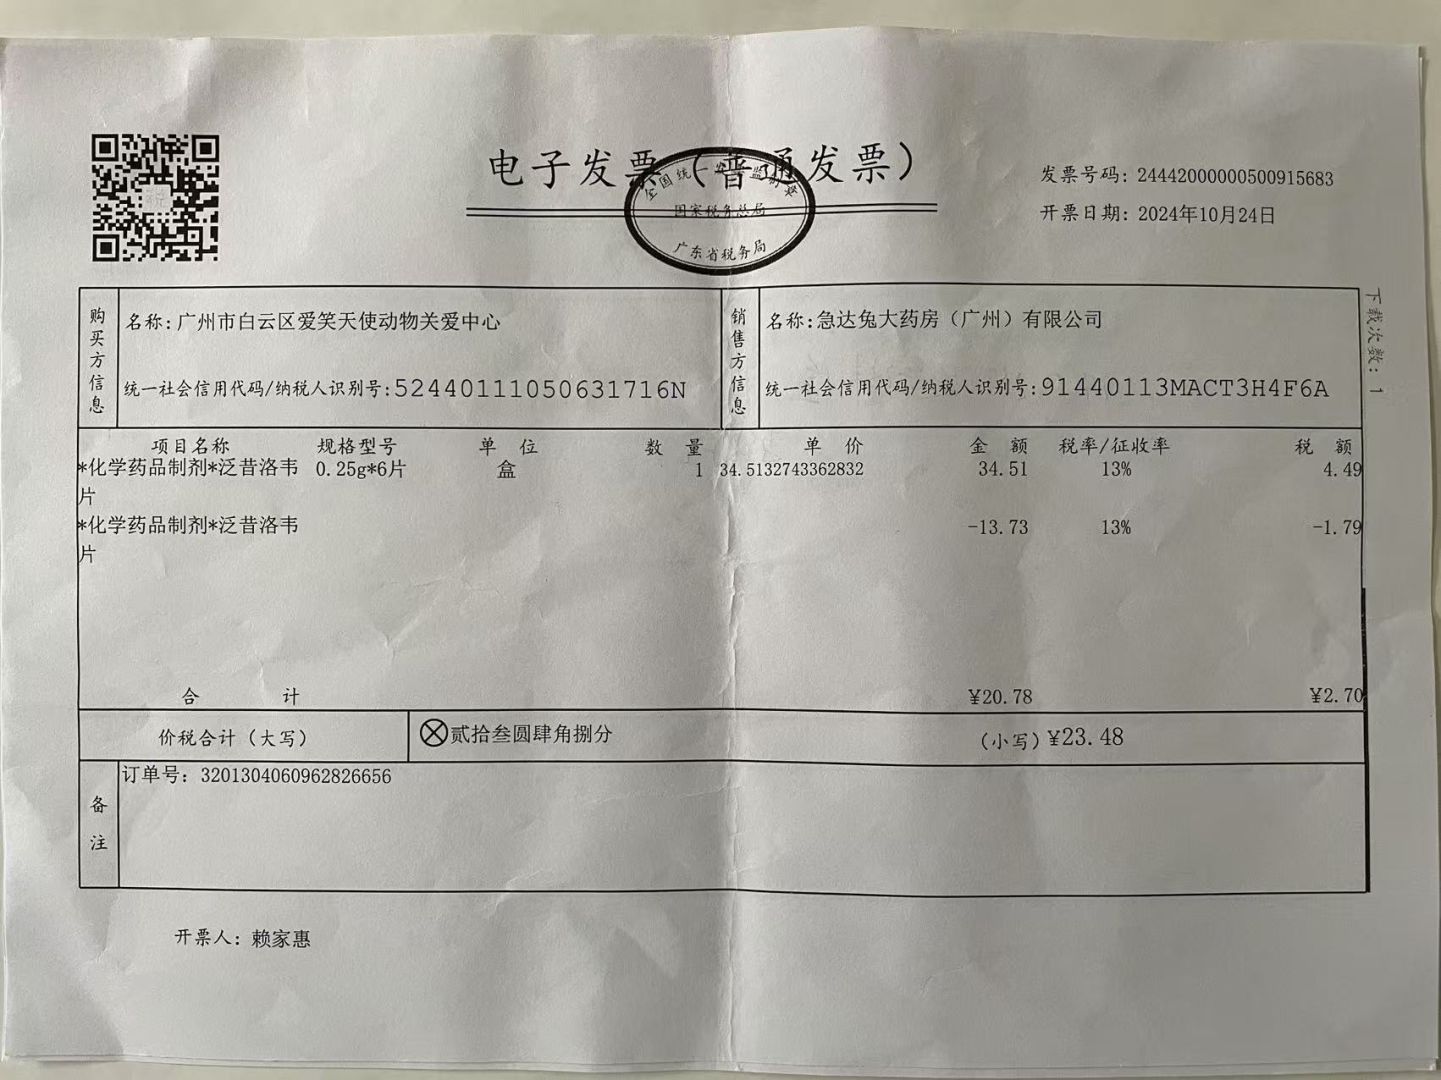 电子发票（普通发票）
全国统一发票监制章
国家税务总局
广东省税务局
发票号码：24442000000500915683
开票日期：2024年10月24日
下载次数：1
购买方信息
名称：广州市白云区爱笑天使动物关爱中心
统一社会信用代码/纳税人识别号：52440111050631716N
销售方信息
名称：急达兔大药房（广州）有限公司
统一社会信用代码/纳税人识别号：91440113MACT3H4F6A
项目名称 规格型号 单 位 数 量 单 价 金 额 税率/征收率 税 额
*化学药品制剂*泛昔洛韦 0.25g*6片 盒 1 34.5132743362832 34.51 13% 4.49
片
*化学药品制剂*泛昔洛韦 -13.73 13% -1.79
片
合 计 ¥20.78 ¥2.70
价税合计（大写） ⊗贰拾叁圆肆角捌分 （小写）¥23.48
备注
订单号：3201304060962826656
开票人：赖家惠